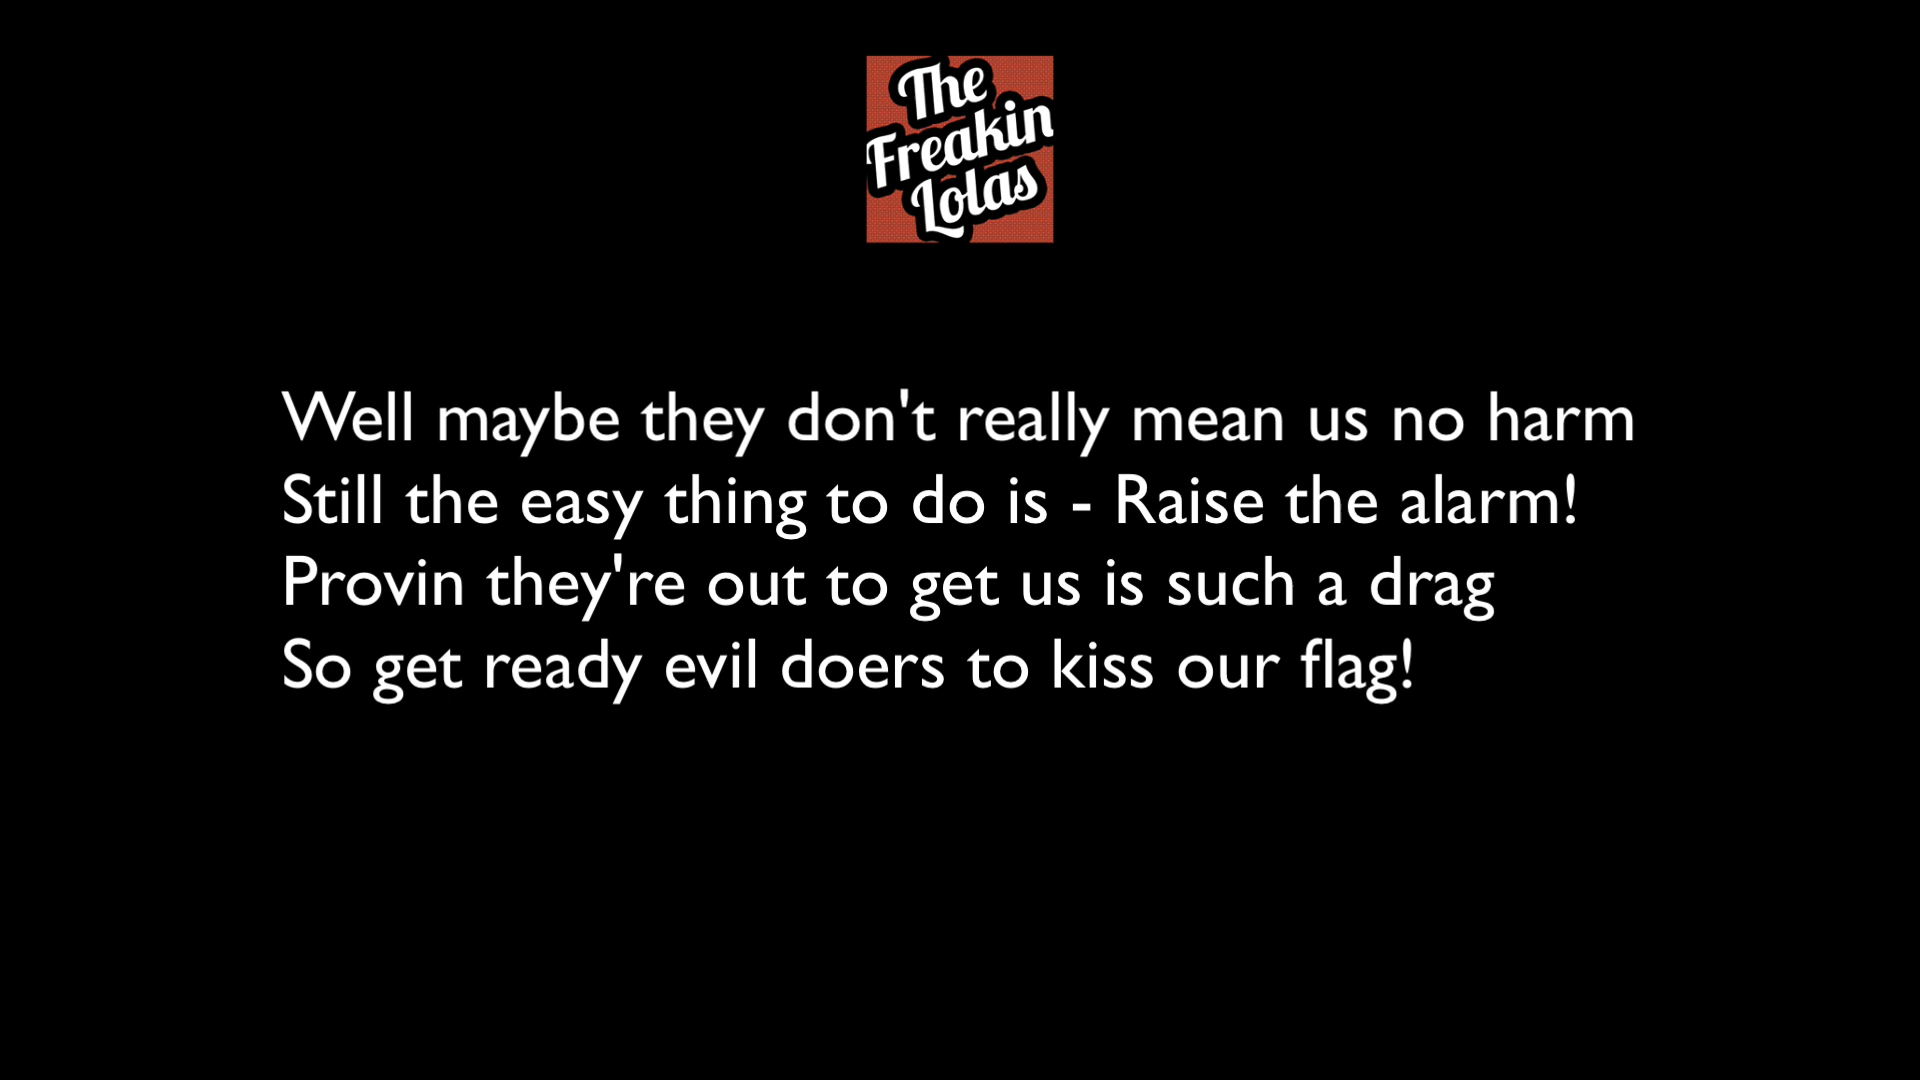 The
Freakin
Lolas
Well maybe they don't really mean us no harm
Still the easy thing to do is - Raise the alarm!
Provin they're out to get us is such a drag
So get ready evil doers to kiss our flag!